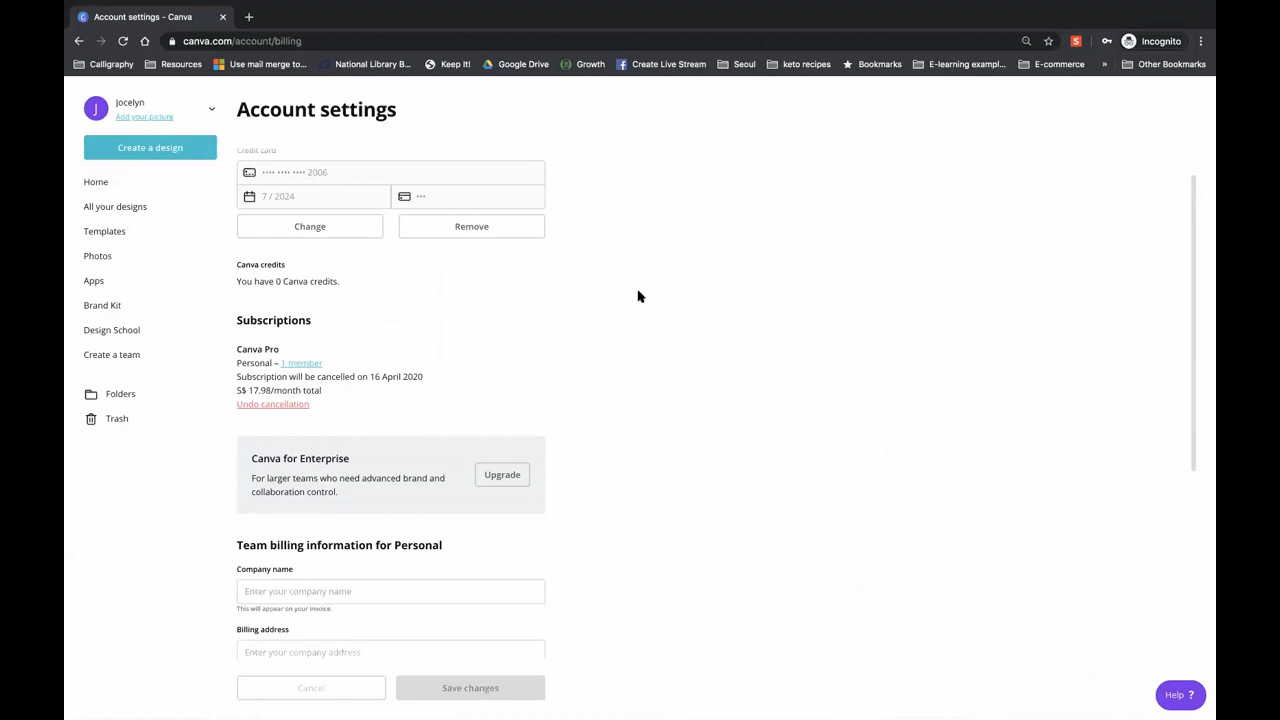 Account settings - Canva
canva.com/account/billing
Incognito
Calligraphy
Resources
Use mail merge to...
National Library B...
Keep It!
Google Drive
Growth
Create Live Stream
Seoul
keto recipes
Bookmarks
E-learning exampl...
E-commerce
»
Other Bookmarks
J
Jocelyn
Add your picture
Create a design
Home
All your designs
Templates
Photos
Apps
Brand Kit
Design School
Create a team
Folders
Trash
Account settings
Credit card
•••• •••• •••• 2006
7 / 2024
•••
Change
Remove
Canva credits
You have 0 Canva credits.
Subscriptions
Canva Pro
Personal – 1 member
Subscription will be cancelled on 16 April 2020
S$ 17.98/month total
Undo cancellation
Canva for Enterprise
For larger teams who need advanced brand and
collaboration control.
Upgrade
Team billing information for Personal
Company name
Enter your company name
This will appear on your invoice.
Billing address
Enter your company address
Cancel
Save changes
Help ?